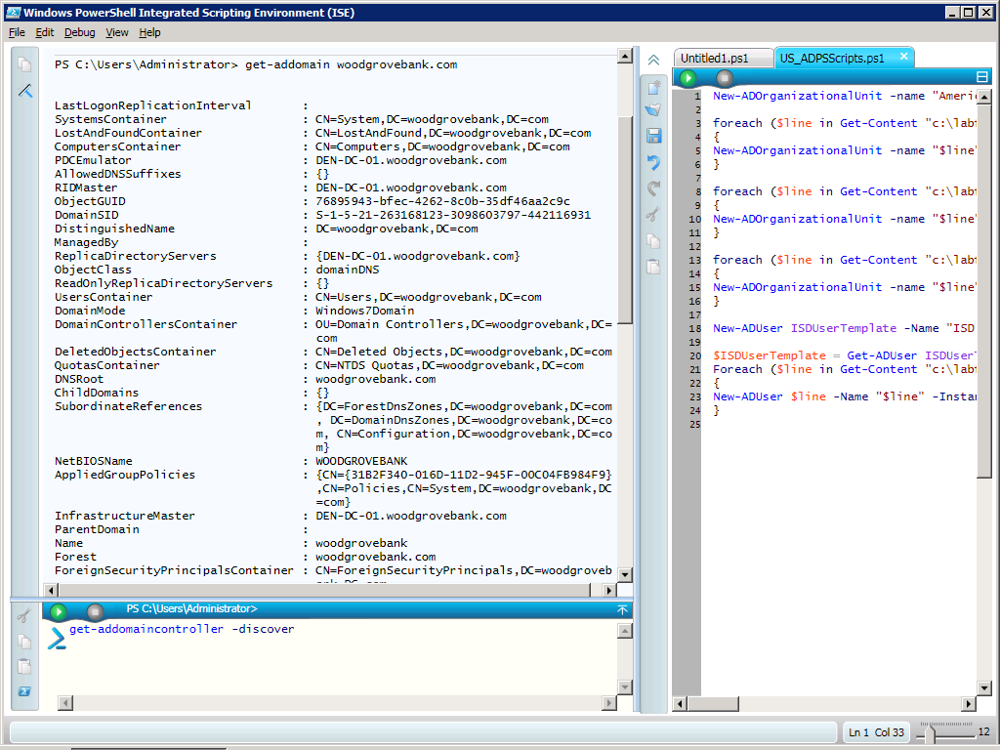 Windows PowerShell Integrated Scripting Environment (ISE)
File Edit Debug View Help
PS C:\Users\Administrator> get-addomain woodgrovebank.com
LastLogonReplicationInterval :
SystemsContainer : CN=System,DC=woodgrovebank,DC=com
LostAndFoundContainer : CN=LostAndFound,DC=woodgrovebank,DC=com
ComputersContainer : CN=Computers,DC=woodgrovebank,DC=com
PDCEmulator : DEN-DC-01.woodgrovebank.com
AllowedDNSSuffixes : {}
RIDMaster : DEN-DC-01.woodgrovebank.com
ObjectGUID : 76895943-bfec-4262-8c0b-35df46aa2c9c
DomainSID : S-1-5-21-263168123-3098603797-442116931
DistinguishedName : DC=woodgrovebank,DC=com
ManagedBy :
ReplicaDirectoryServers : {DEN-DC-01.woodgrovebank.com}
ObjectClass : domainDNS
ReadOnlyReplicaDirectoryServers : {}
UsersContainer : CN=Users,DC=woodgrovebank,DC=com
DomainMode : Windows7Domain
DomainControllersContainer : OU=Domain Controllers,DC=woodgrovebank,DC=
com
DeletedObjectsContainer : CN=Deleted Objects,DC=woodgrovebank,DC=com
QuotasContainer : CN=NTDS Quotas,DC=woodgrovebank,DC=com
DNSRoot : woodgrovebank.com
ChildDomains : {}
SubordinateReferences : {DC=ForestDnsZones,DC=woodgrovebank,DC=com
, DC=DomainDnsZones,DC=woodgrovebank,DC=co
m, CN=Configuration,DC=woodgrovebank,DC=co
m}
NetBIOSName : WOODGROVEBANK
AppliedGroupPolicies : {CN={31B2F340-016D-11D2-945F-00C04FB984F9}
,CN=Policies,CN=System,DC=woodgrovebank,DC
=com}
InfrastructureMaster : DEN-DC-01.woodgrovebank.com
ParentDomain :
Name : woodgrovebank
Forest : woodgrovebank.com
ForeignSecurityPrincipalsContainer : CN=ForeignSecurityPrincipals,DC=woodgroveb
PS C:\Users\Administrator>
get-addomaincontroller -discover
Untitled1.ps1 US_ADPSScripts.ps1
1 New-ADOrganizationalUnit -name "Ameri
2
3 foreach ($line in Get-Content "c:\lab
4 {
5 New-ADOrganizationalUnit -name "$line"
6 }
7
8 foreach ($line in Get-Content "c:\lab
9 {
10 New-ADOrganizationalUnit -name "$line"
11 }
12
13 foreach ($line in Get-Content "c:\lab
14 {
15 New-ADOrganizationalUnit -name "$line"
16 }
17
18 New-ADUser ISDUserTemplate -Name "ISD
19
20 $ISDUserTemplate = Get-ADUser ISDUser
21 Foreach ($line in Get-Content "c:\lab
22 {
23 New-ADUser $line -Name "$line" -Insta
24 }
25
Ln 1 Col 33 12